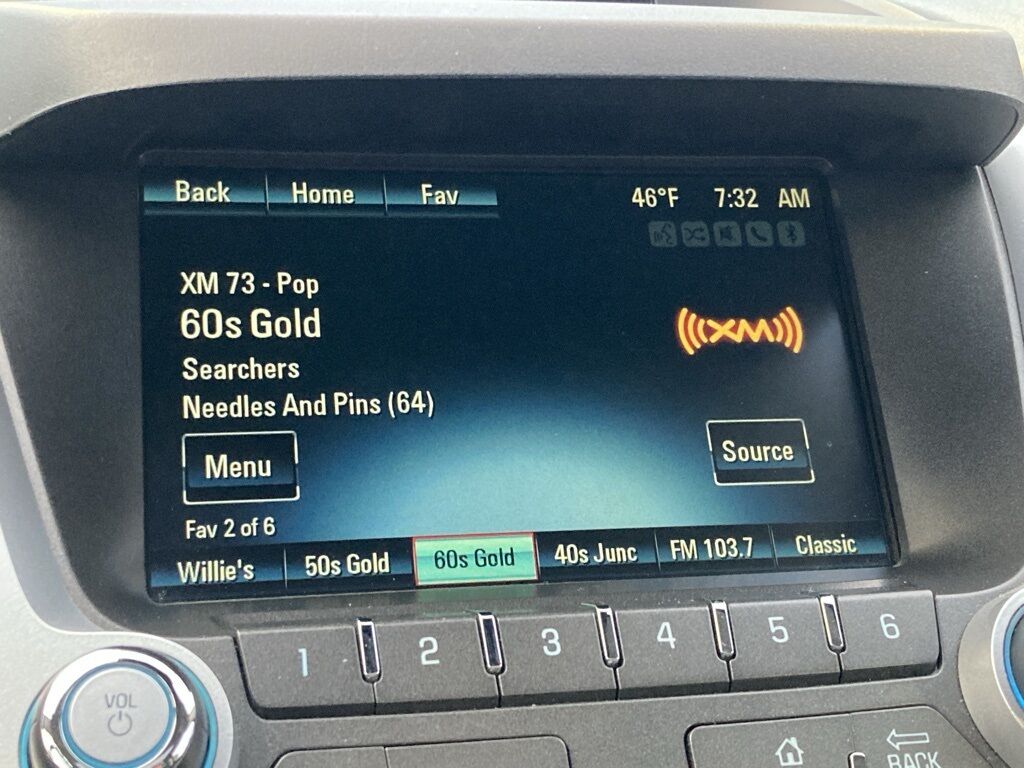 Back Home Fav 46°F 7:32 AM
XM 73 - Pop
60s Gold
XM
Searchers
Needles And Pins (64)
Menu Source
Fav 2 of 6
Willie's 50s Gold 60s Gold 40s Junc FM 103.7 Classic
1 2 3 4 5 6
VOL
BACK